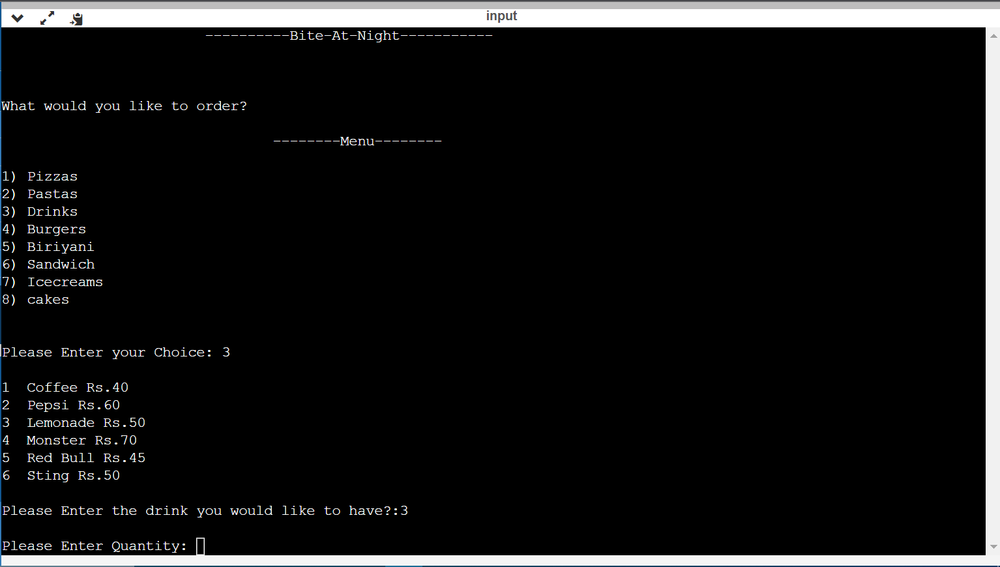 input
----------Bite-At-Night-----------
What would you like to order?
--------Menu--------
1) Pizzas
2) Pastas
3) Drinks
4) Burgers
5) Biriyani
6) Sandwich
7) Icecreams
8) cakes
Please Enter your Choice: 3
1  Coffee Rs.40
2  Pepsi Rs.60
3  Lemonade Rs.50
4  Monster Rs.70
5  Red Bull Rs.45
6  Sting Rs.50
Please Enter the drink you would like to have?:3
Please Enter Quantity: